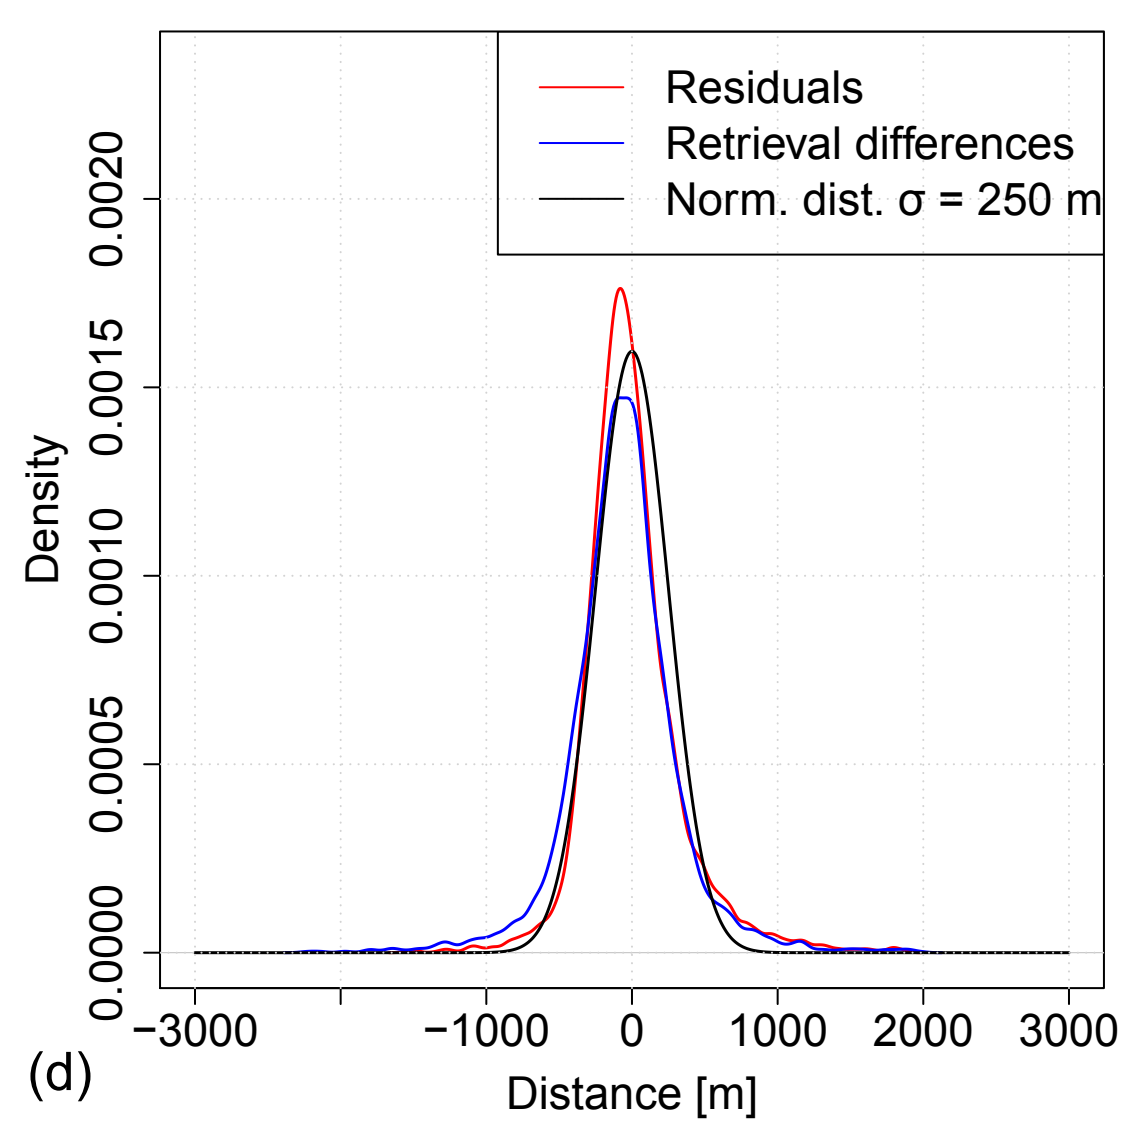 Residuals
Retrieval differences
Norm. dist. σ = 250 m
Density
0.0020
0.0015
0.0010
0.0005
0.0000
−3000 −1000 0 1000 2000 3000
Distance [m]
(d)